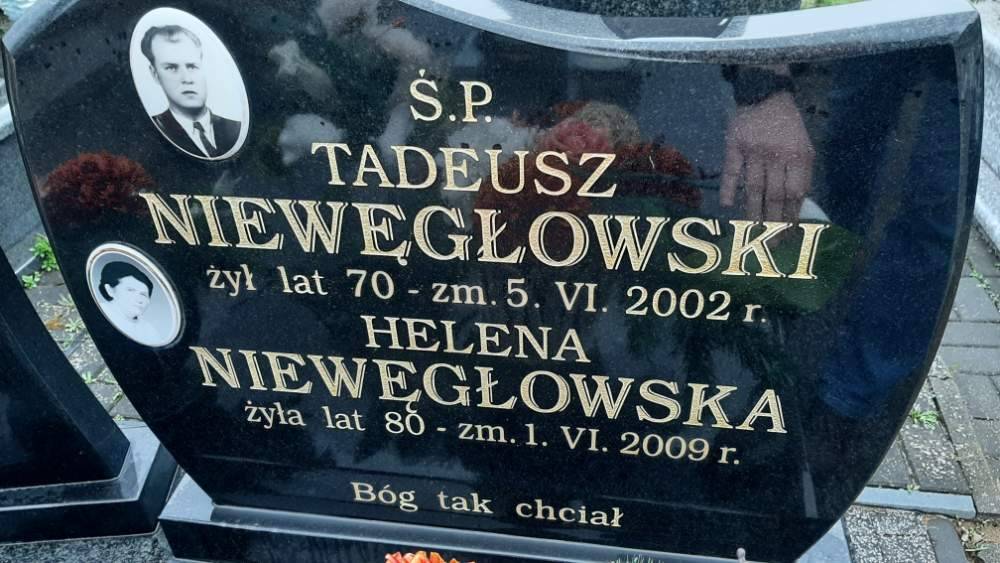 Ś.P.
TADEUSZ
NIEWĘGŁOWSKI
żył lat 70 - zm. 5. VI. 2002 r.
HELENA
NIEWĘGŁOWSKA
żyła lat 80 - zm. 1. VI. 2009 r.
Bóg tak chciał